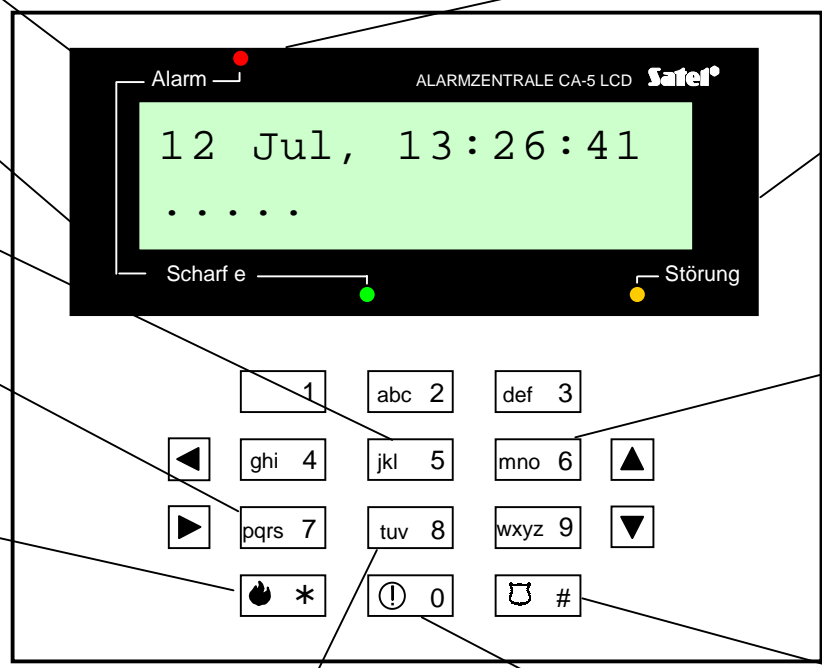 Alarm ALARMZENTRALE CA-5 LCD Satel®
12 Jul, 13:26:41
.....
Scharf e Störung
1 abc 2 def 3
ghi 4 jkl 5 mno 6
pqrs 7 tuv 8 wxyz 9
* 0 #